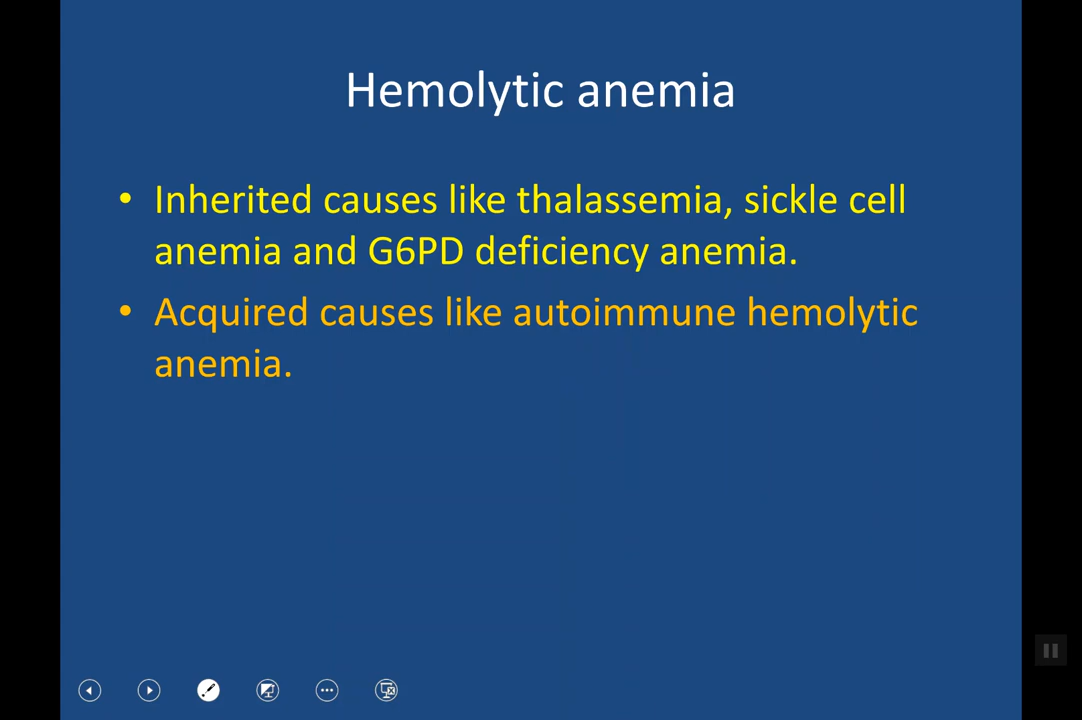 Hemolytic anemia
• Inherited causes like thalassemia, sickle cell
anemia and G6PD deficiency anemia.
• Acquired causes like autoimmune hemolytic
anemia.